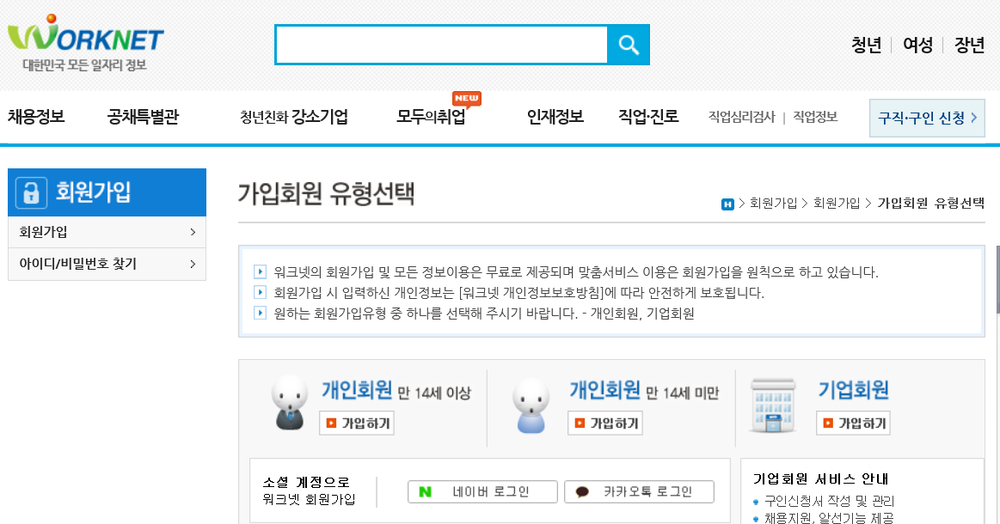 WORKNET
대한민국 모든 일자리 정보
청년 여성 장년
채용정보 공채특별관 청년친화 강소기업 모두의취업 NEW 인재정보 직업·진로 직업심리검사 | 직업정보 구직·구인 신청
회원가입
회원가입
아이디/비밀번호 찾기
가입회원 유형선택
H > 회원가입 > 회원가입 > 가입회원 유형선택
워크넷의 회원가입 및 모든 정보이용은 무료로 제공되며 맞춤서비스 이용은 회원가입을 원칙으로 하고 있습니다.
회원가입 시 입력하신 개인정보는 [워크넷 개인정보보호방침]에 따라 안전하게 보호됩니다.
원하는 회원가입유형 중 하나를 선택해 주시기 바랍니다. - 개인회원, 기업회원
개인회원 만 14세 이상
가입하기
개인회원 만 14세 미만
가입하기
기업회원
가입하기
소셜 계정으로
워크넷 회원가입
N 네이버 로그인
카카오톡 로그인
기업회원 서비스 안내
구인신청서 작성 및 관리
채용지원, 알선기능 제공